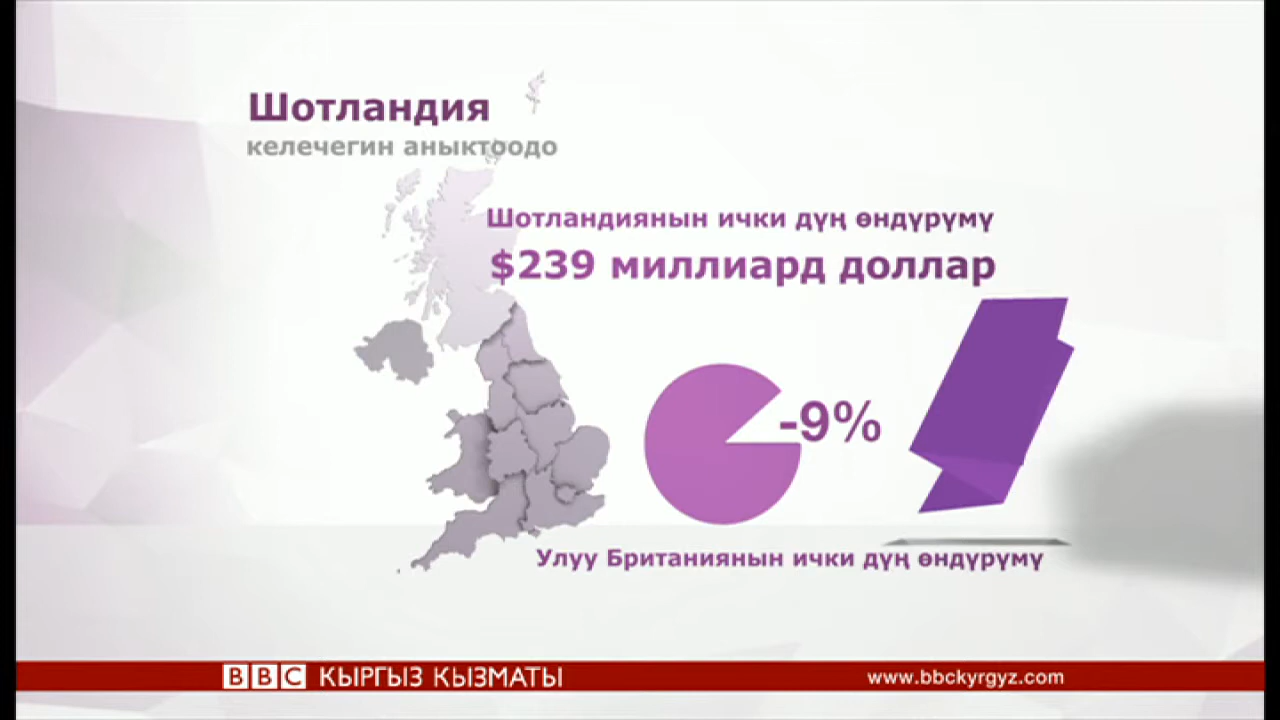 Шотландия
келечегин аныктоодо
Шотландиянын ички дүң өндүрүмү
$239 миллиард доллар
-9%
Улуу Британиянын ички дүң өндүрүмү
BBC КЫРГЫЗ КЫЗМАТЫ
www.bbckyrgyz.com